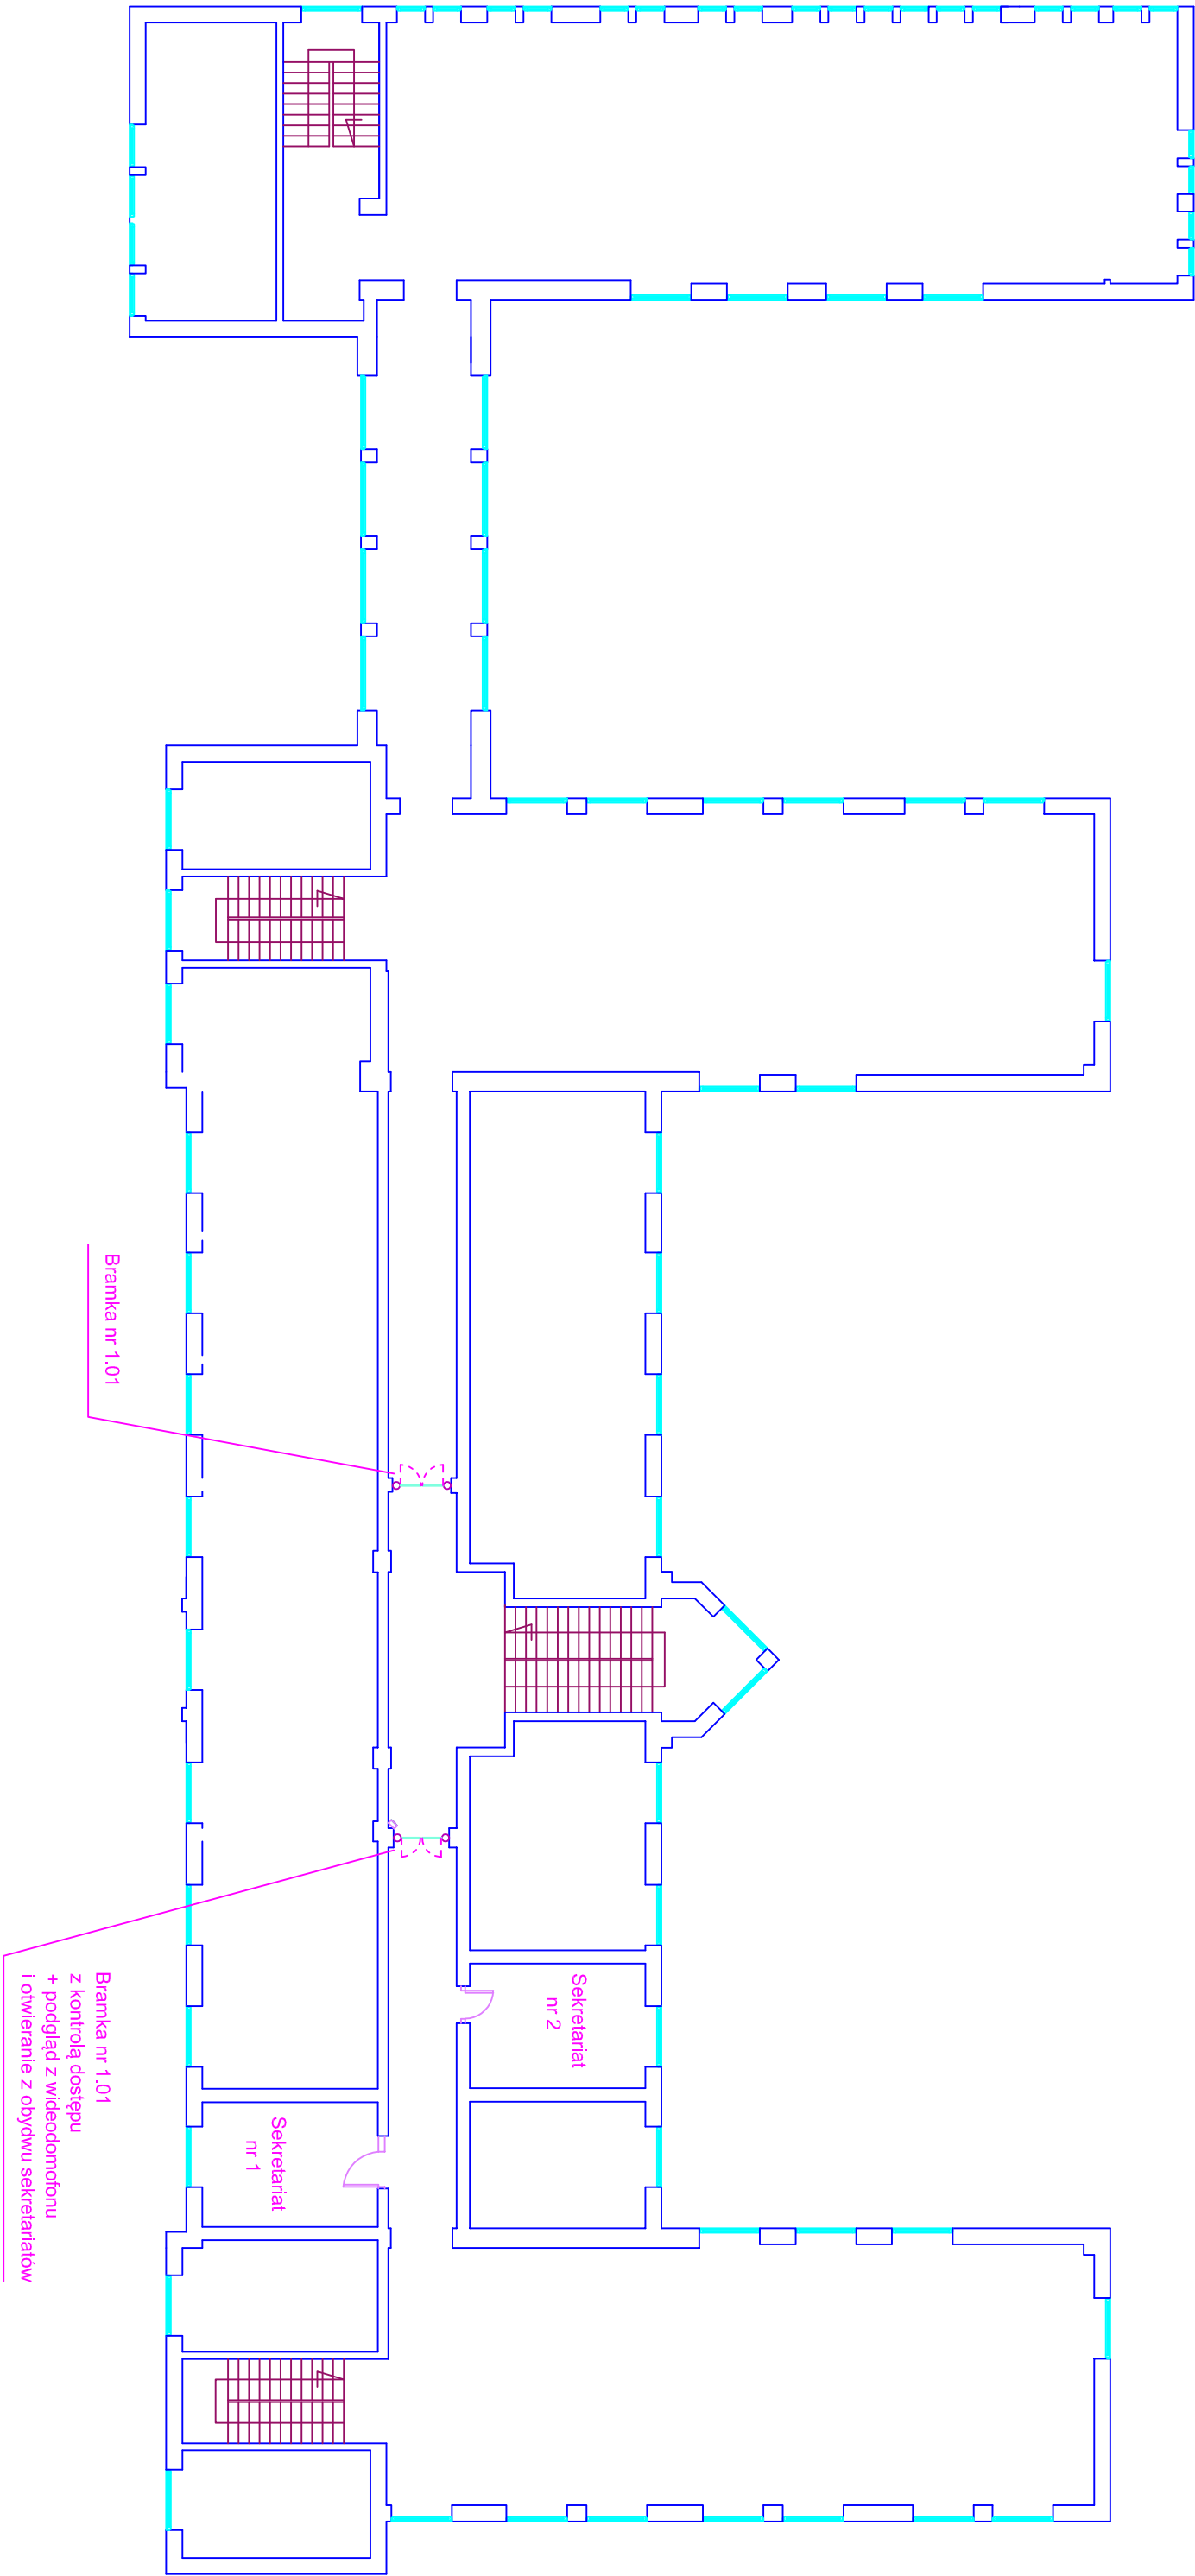 Bramka nr 1.01
Sekretariat
nr 2
Sekretariat
nr 1
Bramka nr 1.01
z kontrolą dostępu
+ podgląd z wideodomofonu
i otwieranie z obydwu sekretariatów